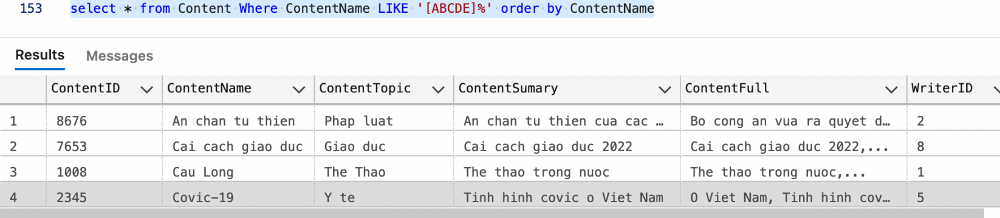 153 select * from Content Where ContentName LIKE '[ABCDE]%' order by ContentName
Results Messages
ContentID ContentName ContentTopic ContentSumary ContentFull WriterID
1 8676 An chan tu thien Phap luat An chan tu thien cua cac … Bo cong an vua ra quyet d… 2
2 7653 Cai cach giao duc Giao duc Cai cach giao duc 2022 Cai cach giao duc 2022,... 8
3 1008 Cau Long The Thao The thao trong nuoc The thao trong nuoc,... 1
4 2345 Covic-19 Y te Tinh hinh covic o Viet Nam O Viet Nam, Tinh hinh cov… 5